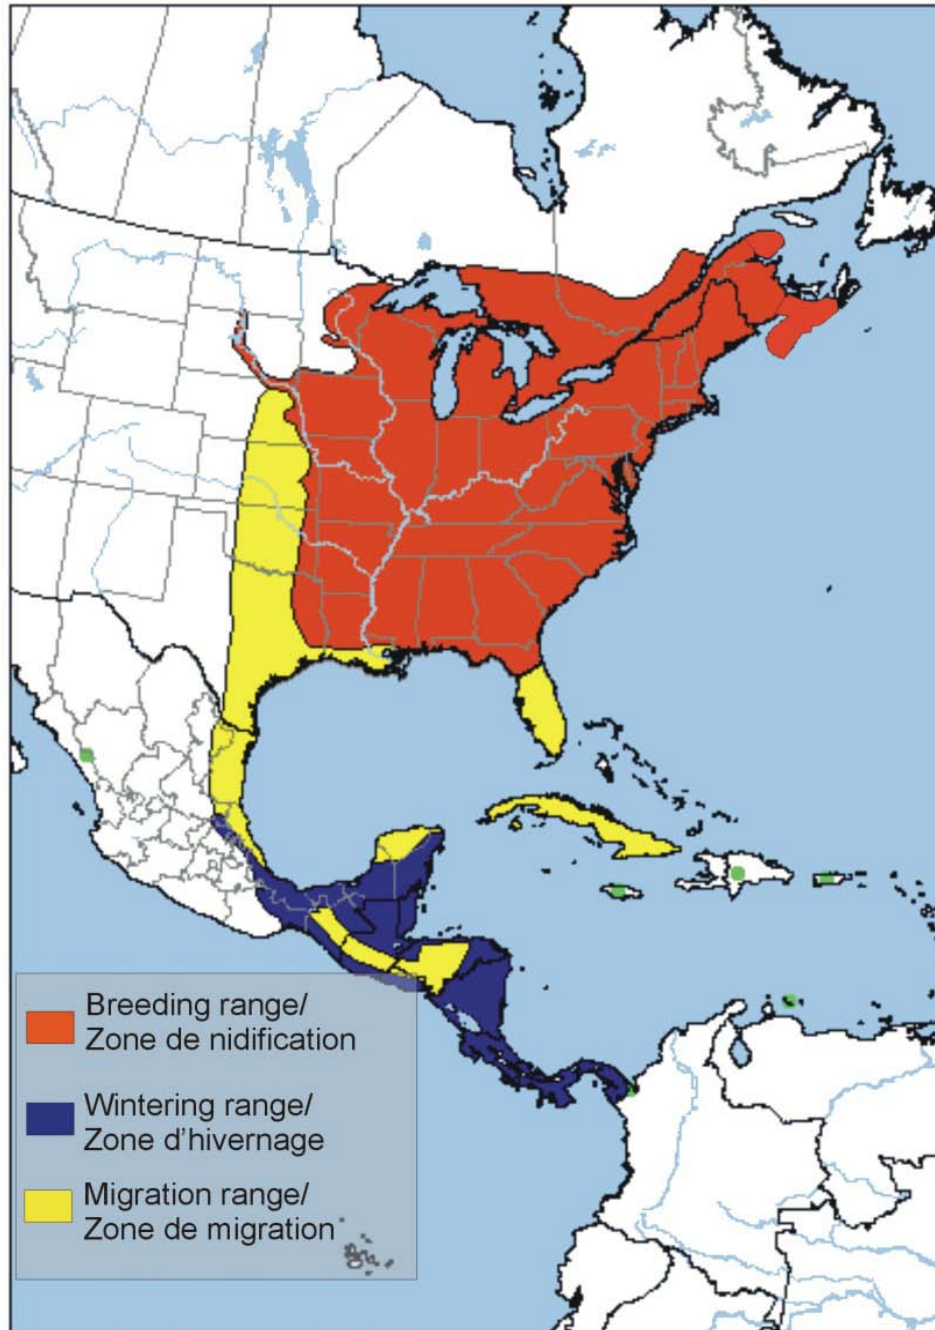 Breeding range/
Zone de nidification
Wintering range/
Zone d'hivernage
Migration range/
Zone de migration